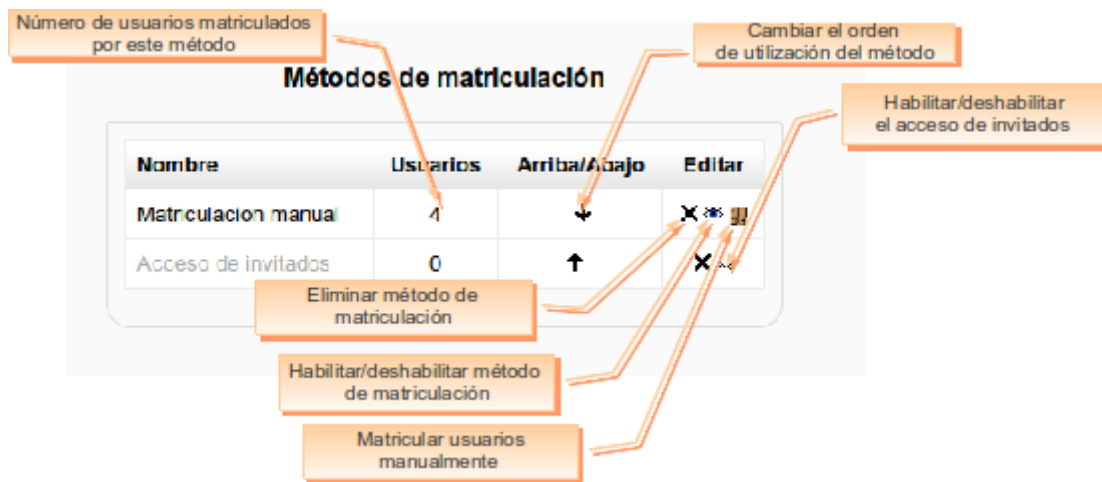 Número de usuarios matriculados
por este método
Cambiar el orden
de utilización del método
Métodos de matriculación
Habilitar/deshabilitar
el acceso de invitados
Nombre Usuarios Arriba/Abajo Editar
Matriculacion manual 4
Acceso de invitados 0
Eliminar método de
matriculación
Habilitar/deshabilitar método
de matriculación
Matricular usuarios
manualmente